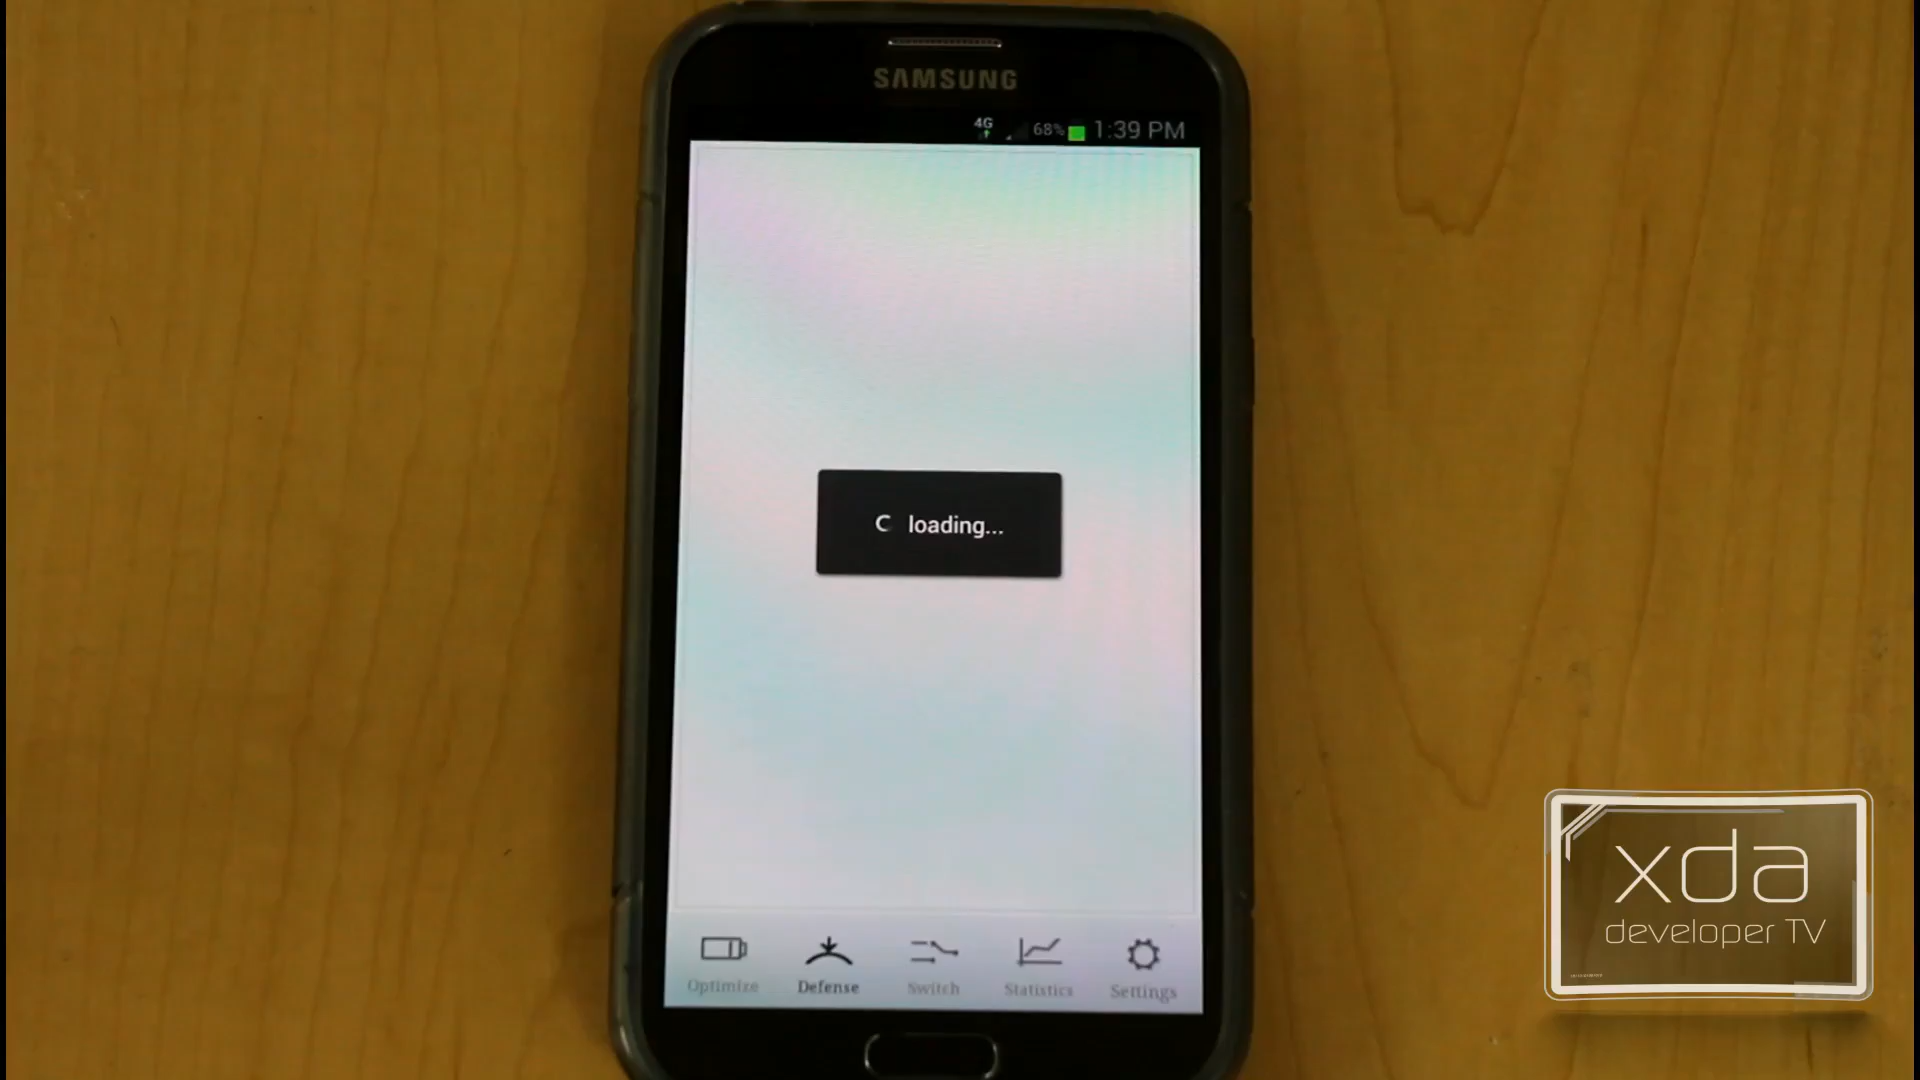 SAMSUNG
4G 68% 1:39 PM
loading...
Optimize Defense Switch Statistics Settings
xda
developer TV